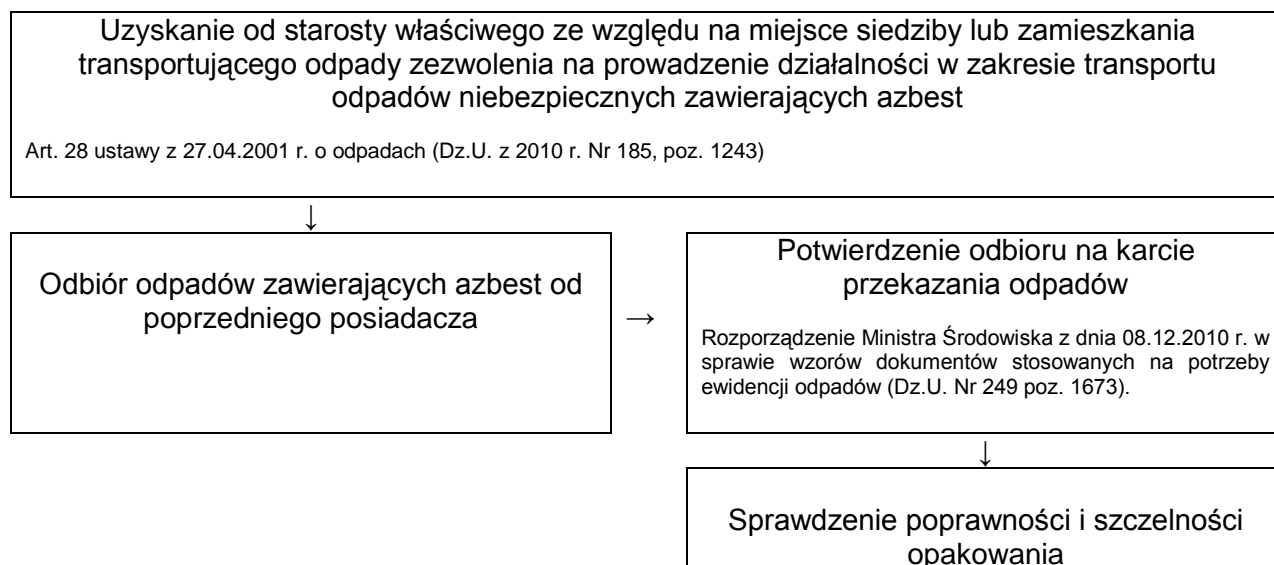 Uzyskanie od starosty właściwego ze względu na miejsce siedziby lub zamieszkania
transportującego odpady zezwolenia na prowadzenie działalności w zakresie transportu
odpadów niebezpiecznych zawierających azbest
Art. 28 ustawy z 27.04.2001 r. o odpadach (Dz.U. z 2010 r. Nr 185, poz. 1243)
↓
Odbiór odpadów zawierających azbest od
poprzedniego posiadacza
→
Potwierdzenie odbioru na karcie
przekazania odpadów
Rozporządzenie Ministra Środowiska z dnia 08.12.2010 r. w
sprawie wzorów dokumentów stosowanych na potrzeby
ewidencji odpadów (Dz.U. Nr 249 poz. 1673).
↓
Sprawdzenie poprawności i szczelności
opakowania